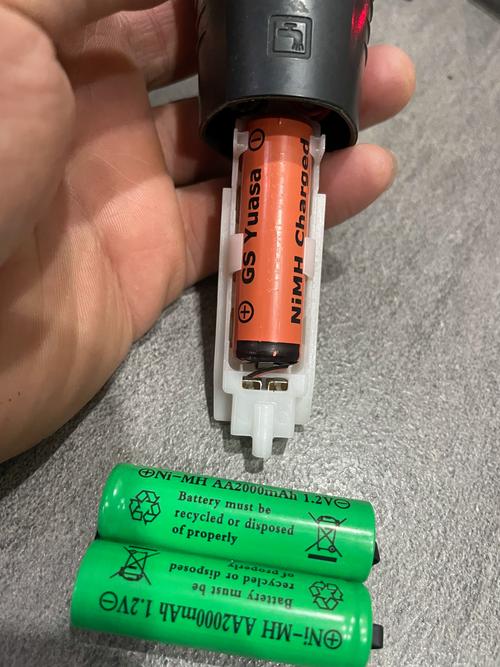 GS Yuasa
NiMH Charged
Ni-MH AA2000mAh 1.2V
Battery must be
recycled or disposed
of properly
Battery must be
recycled or disposed
of properly
Ni-MH AA2000mAh 1.2V